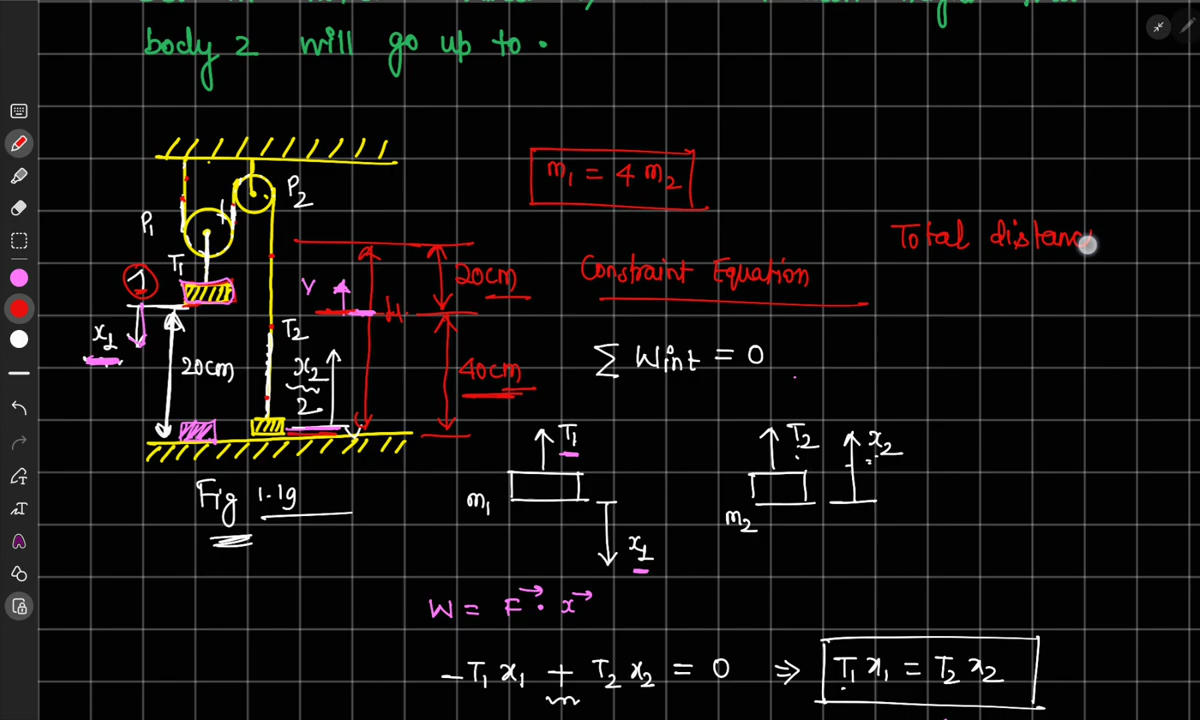 body 2 will go up to.
m1 = 4 m2
P2
P1
Total distanc
T1
1
20cm
Constraint Equation
V
H
T2
x1
20cm
x2
2
40cm
Σ Wint = 0
T1
T2
x2
m1
m2
Fig 1.19
x1
W = F→ · x→
-T1 x1 + T2 x2 = 0 ⇒ T1 x1 = T2 x2